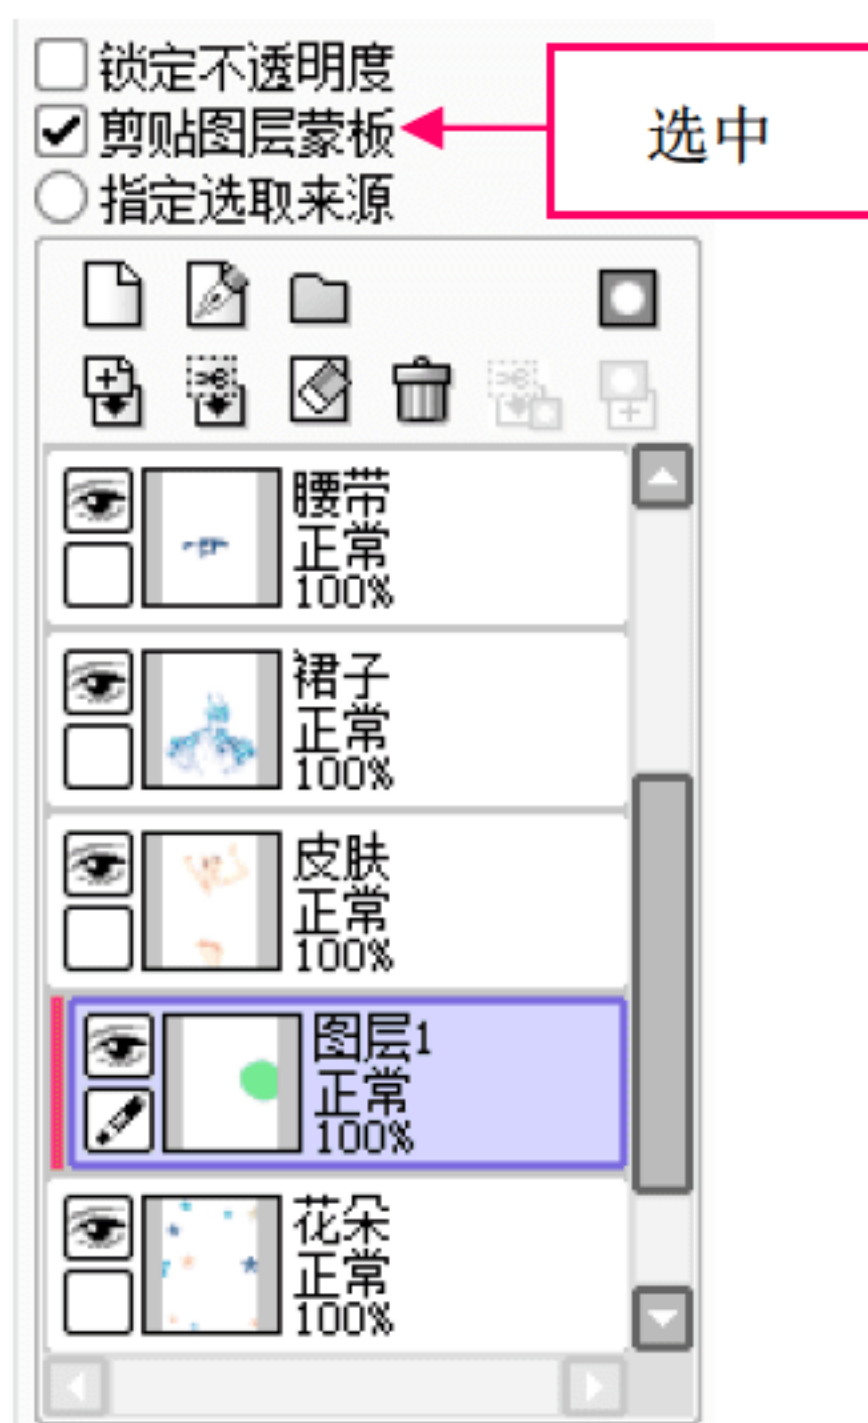 锁定不透明度
剪贴图层蒙板
选中
指定选取来源
腰带
正常
100%
裙子
正常
100%
皮肤
正常
100%
图层1
正常
100%
花朵
正常
100%